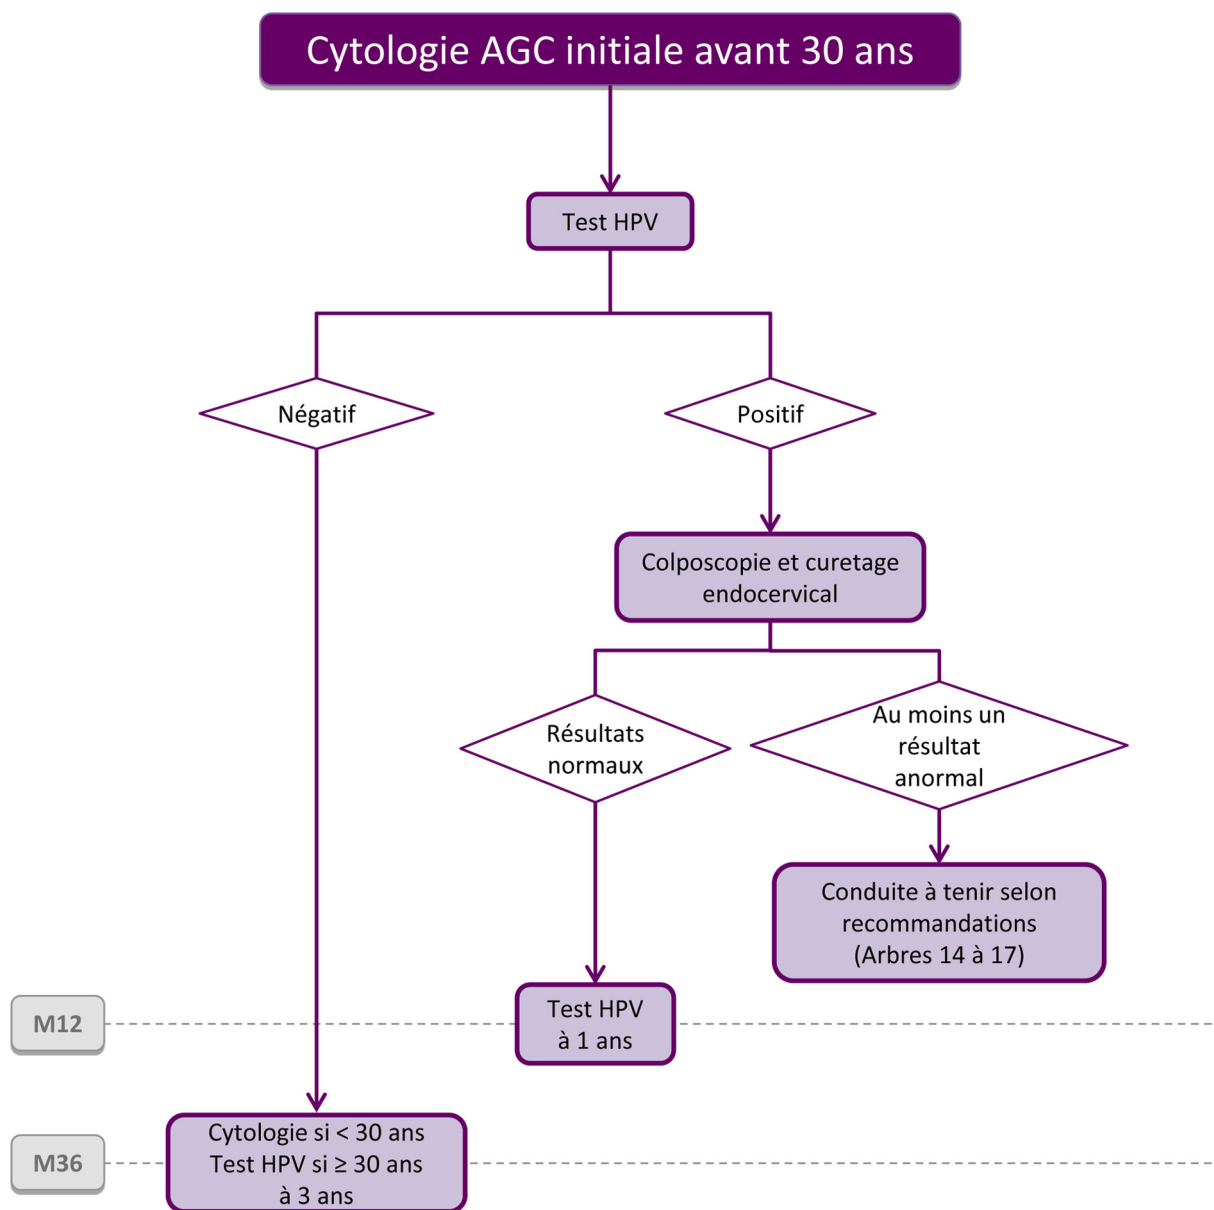 Cytologie AGC initiale avant 30 ans
Test HPV
Négatif
Positif
Colposcopie et curetage
endocervical
Résultats
normaux
Au moins un
résultat
anormal
Conduite à tenir selon
recommandations
(Arbres 14 à 17)
M12
Test HPV
à 1 ans
M36
Cytologie si < 30 ans
Test HPV si ≥ 30 ans
à 3 ans